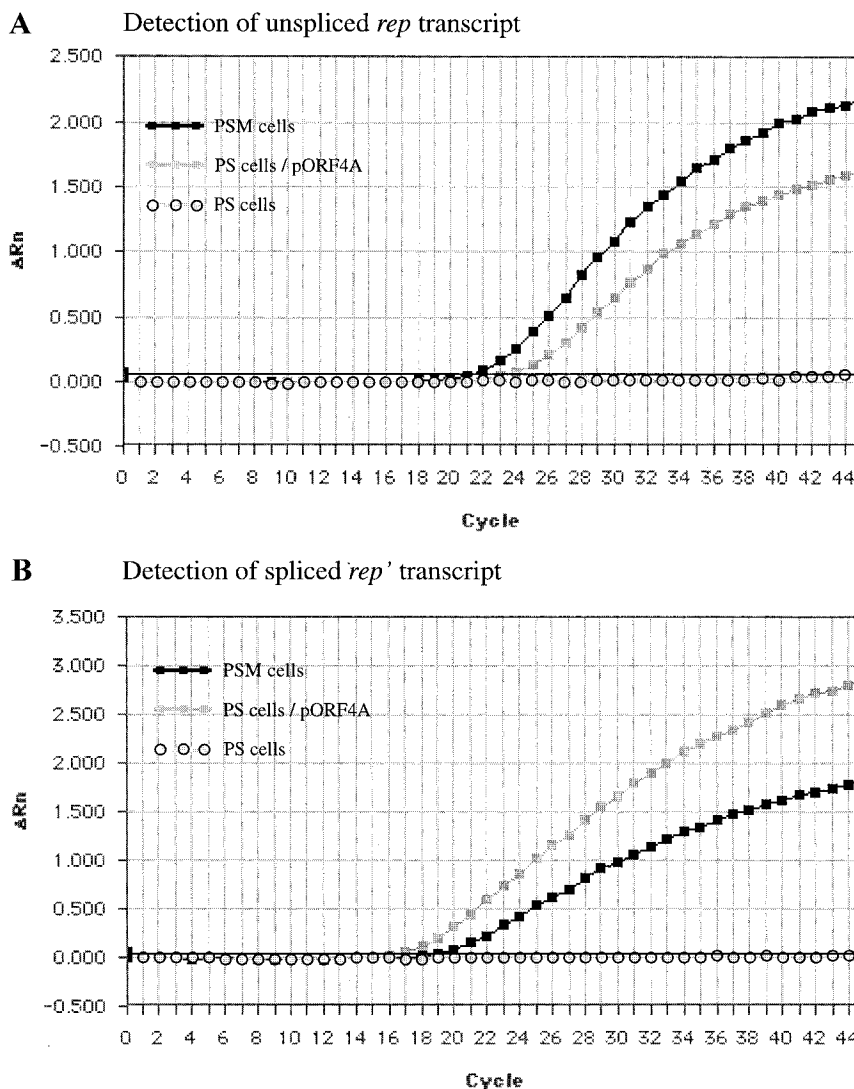 A Detection of unspliced rep transcript
2.500
2.000
1.500
1.000
0.500
0.000
-0.500
ΔRn
PSM cells
PS cells / pORF4A
PS cells
0 2 4 6 8 10 12 14 16 18 20 22 24 26 28 30 32 34 36 38 40 42 44
Cycle
B Detection of spliced rep' transcript
3.500
3.000
2.500
2.000
1.500
1.000
0.500
0.000
-0.500
ΔRn
PSM cells
PS cells / pORF4A
PS cells
0 2 4 6 8 10 12 14 16 18 20 22 24 26 28 30 32 34 36 38 40 42 44
Cycle